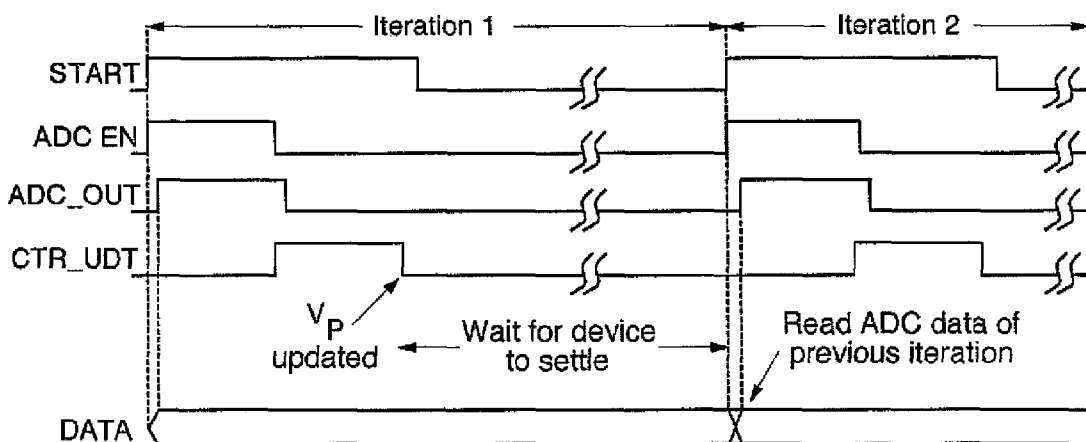 Iteration 1
Iteration 2
START
ADC EN
ADC_OUT
CTR_UDT
VP
updated
Wait for device
to settle
Read ADC data of
previous iteration
DATA